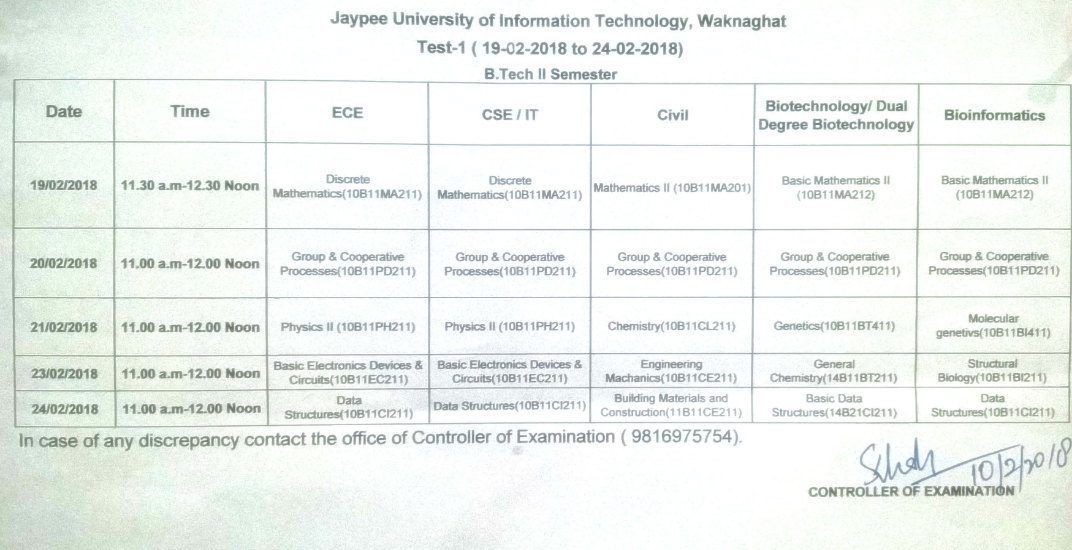 Jaypee University of Information Technology, Waknaghat
Test-1 ( 19-02-2018 to 24-02-2018)
B.Tech II Semester
Date Time ECE CSE / IT Civil Biotechnology/ Dual Degree Biotechnology Bioinformatics
19/02/2018 11.30 a.m-12.30 Noon Discrete Mathematics(10B11MA211) Discrete Mathematics(10B11MA211) Mathematics II (10B11MA201) Basic Mathematics II (10B11MA212) Basic Mathematics II (10B11MA212)
20/02/2018 11.00 a.m-12.00 Noon Group & Cooperative Processes(10B11PD211) Group & Cooperative Processes(10B11PD211) Group & Cooperative Processes(10B11PD211) Group & Cooperative Processes(10B11PD211) Group & Cooperative Processes(10B11PD211)
21/02/2018 11.00 a.m-12.00 Noon Physics II (10B11PH211) Physics II (10B11PH211) Chemistry(10B11CL211) Genetics(10B11BT411) Molecular genetivs(10B11BI411)
23/02/2018 11.00 a.m-12.00 Noon Basic Electronics Devices & Circuits(10B11EC211) Basic Electronics Devices & Circuits(10B11EC211) Engineering Machanics(10B11CE211) General Chemistry(14B11BT211) Structural Biology(10B11BI211)
24/02/2018 11.00 a.m-12.00 Noon Data Structures(10B11CI211) Data Structures(10B11CI211) Building Materials and Construction(11B11CE211) Basic Data Structures(14B21CI211) Data Structures(10B11CI211)
In case of any discrepancy contact the office of Controller of Examination ( 9816975754).
10/2/2018
CONTROLLER OF EXAMINATION